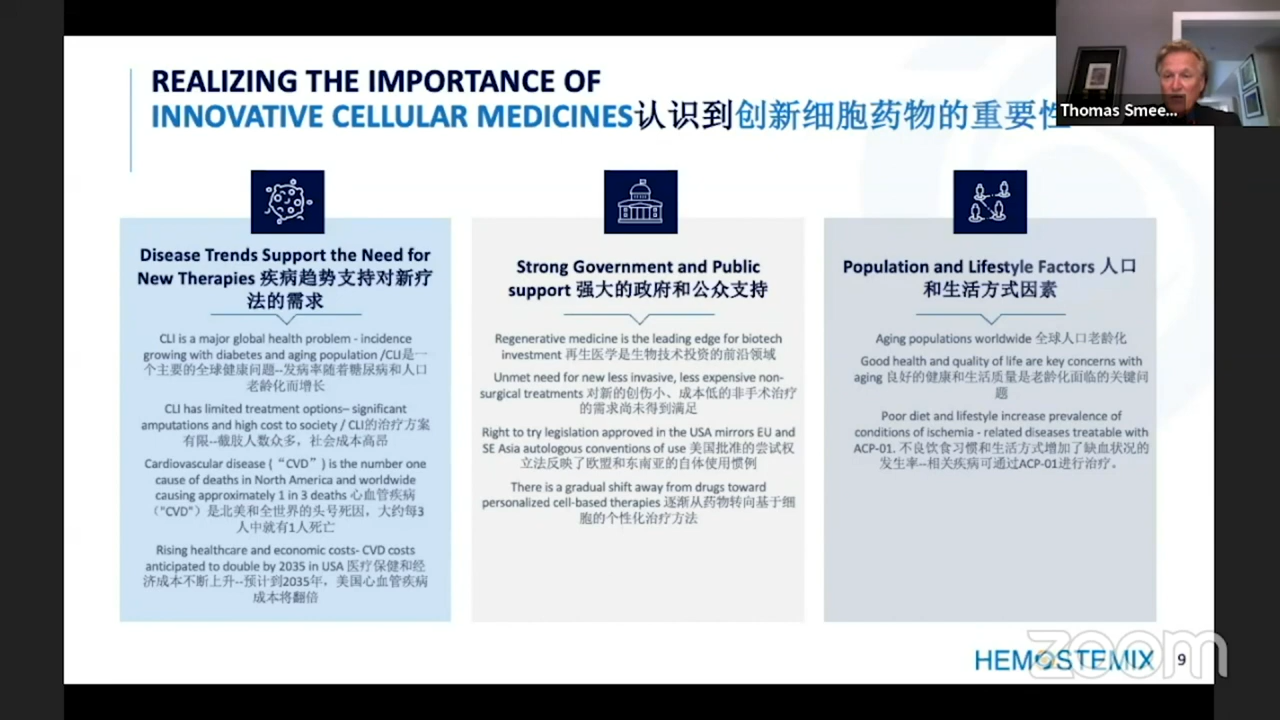 REALIZING THE IMPORTANCE OF
INNOVATIVE CELLULAR MEDICINES认识到创新细胞药物的重要性
Thomas Smee...
Disease Trends Support the Need for
New Therapies 疾病趋势支持对新疗
法的需求
CLI is a major global health problem - incidence
growing with diabetes and aging population /CLI是一
个主要的全球健康问题--发病率随着糖尿病和人口
老龄化而增长
CLI has limited treatment options– significant
amputations and high cost to society / CLI的治疗方案
有限--截肢人数众多，社会成本高昂
Cardiovascular disease (“CVD”) is the number one
cause of deaths in North America and worldwide
causing approximately 1 in 3 deaths 心血管疾病
("CVD"）是北美和全世界的头号死因，大约每3
人中就有1人死亡
Rising healthcare and economic costs- CVD costs
anticipated to double by 2035 in USA 医疗保健和经
济成本不断上升--预计到2035年，美国心血管疾病
成本将翻倍
Strong Government and Public
support 强大的政府和公众支持
Regenerative medicine is the leading edge for biotech
investment 再生医学是生物技术投资的前沿领域
Unmet need for new less invasive, less expensive non-
surgical treatments 对新的创伤小、成本低的非手术治疗
的需求尚未得到满足
Right to try legislation approved in the USA mirrors EU and
SE Asia autologous conventions of use 美国批准的尝试权
立法反映了欧盟和东南亚的自体使用惯例
There is a gradual shift away from drugs toward
personalized cell-based therapies 逐渐从药物转向基于细
胞的个性化治疗方法
Population and Lifestyle Factors 人口
和生活方式因素
Aging populations worldwide 全球人口老龄化
Good health and quality of life are key concerns with
aging 良好的健康和生活质量是老龄化面临的关键问
题
Poor diet and lifestyle increase prevalence of
conditions of ischemia - related diseases treatable with
ACP-01. 不良饮食习惯和生活方式增加了缺血状况的
发生率--相关疾病可通过ACP-01进行治疗。
HEMOSTEMIX
9
zoom